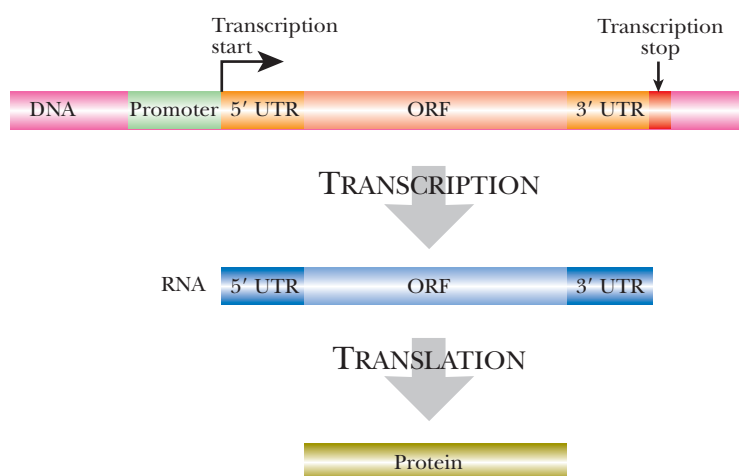 Transcription
start
Transcription
stop
DNA
Promoter
5′ UTR
ORF
3′ UTR
TRANSCRIPTION
RNA
5′ UTR
ORF
3′ UTR
TRANSLATION
Protein